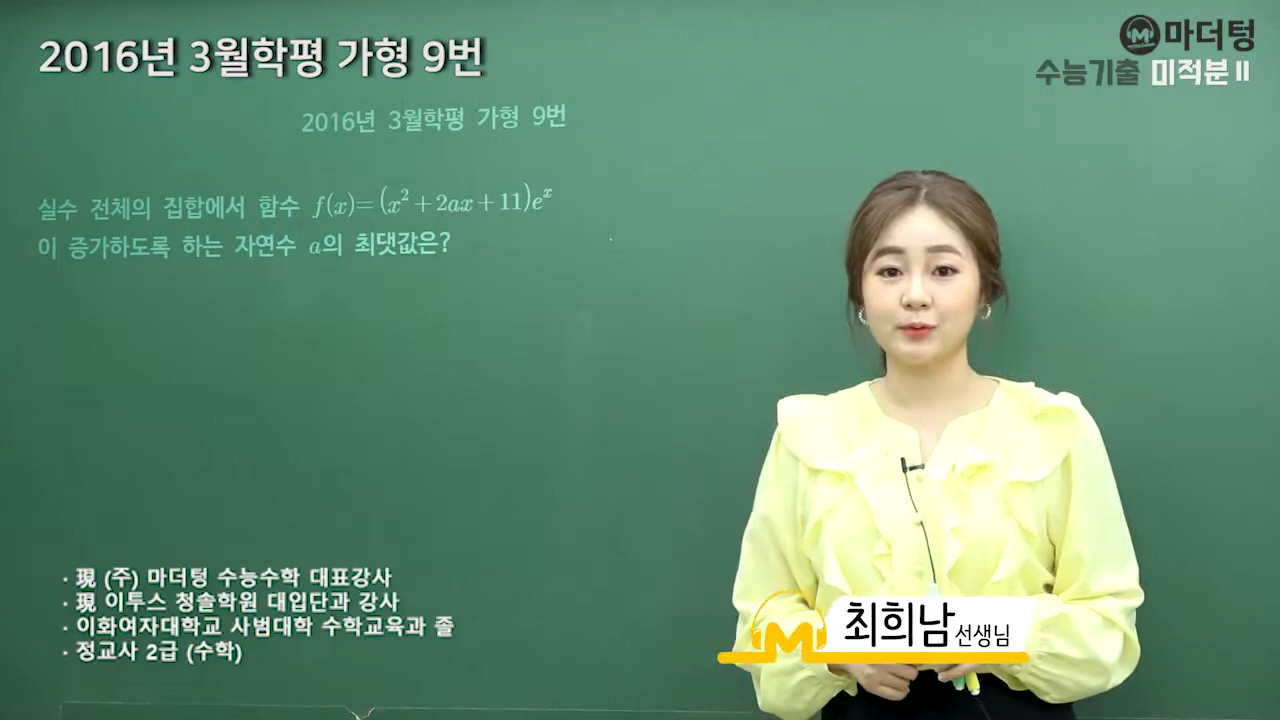 2016년 3월학평 가형 9번
마더텅
수능기출 미적분 II
2016년 3월학평 가형 9번
실수 전체의 집합에서 함수 f(x)=(x²+2ax+11)eˣ
이 증가하도록 하는 자연수 a의 최댓값은?
· 現 (주) 마더텅 수능수학 대표강사
· 現 이투스 청솔학원 대입단과 강사
· 이화여자대학교 사범대학 수학교육과 졸
· 정교사 2급 (수학)
M 최희남 선생님